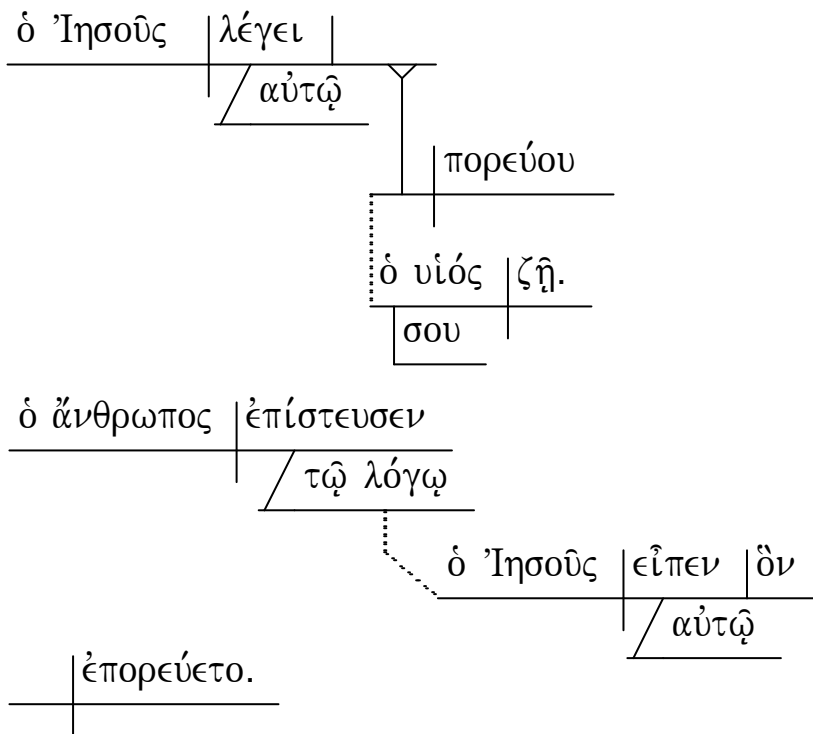 ὁ Ἰησοῦς λέγει
αὐτῷ
πορεύου
ὁ υἱός ζῇ.
σου
ὁ ἄνθρωπος ἐπίστευσεν
τῷ λόγῳ
ὁ Ἰησοῦς εἶπεν ὃν
αὐτῷ
ἐπορεύετο.